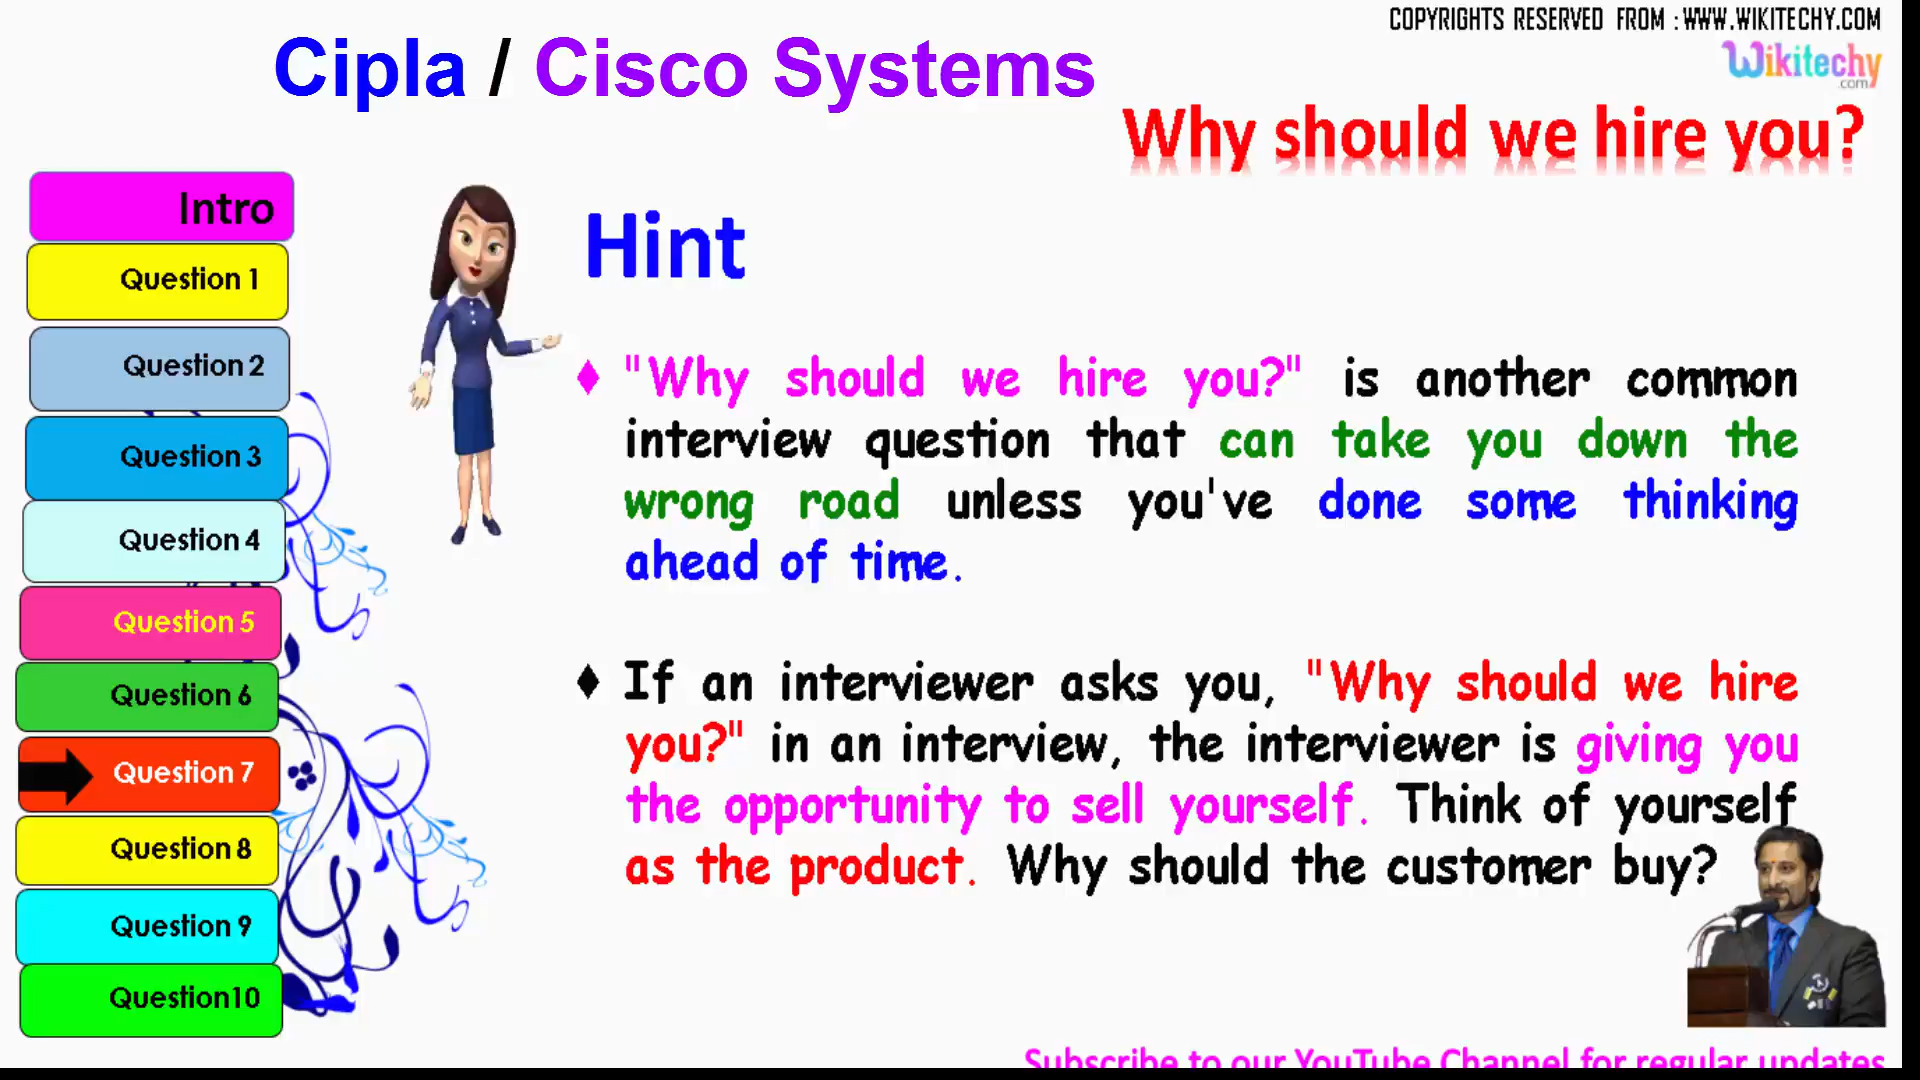 COPYRIGHTS RESERVED FROM : WWW.WIKITECHY.COM
Cipla / Cisco Systems
Wikitechy
.com
Why should we hire you?
Intro
Question 1
Question 2
Question 3
Question 4
Question 5
Question 6
Question 7
Question 8
Question 9
Question10
Hint
♦ "Why should we hire you?" is another common
interview question that can take you down the
wrong road unless you've done some thinking
ahead of time.
♦ If an interviewer asks you, "Why should we hire
you?" in an interview, the interviewer is giving you
the opportunity to sell yourself. Think of yourself
as the product. Why should the customer buy?
Subscribe to our YouTube Channel for regular updates